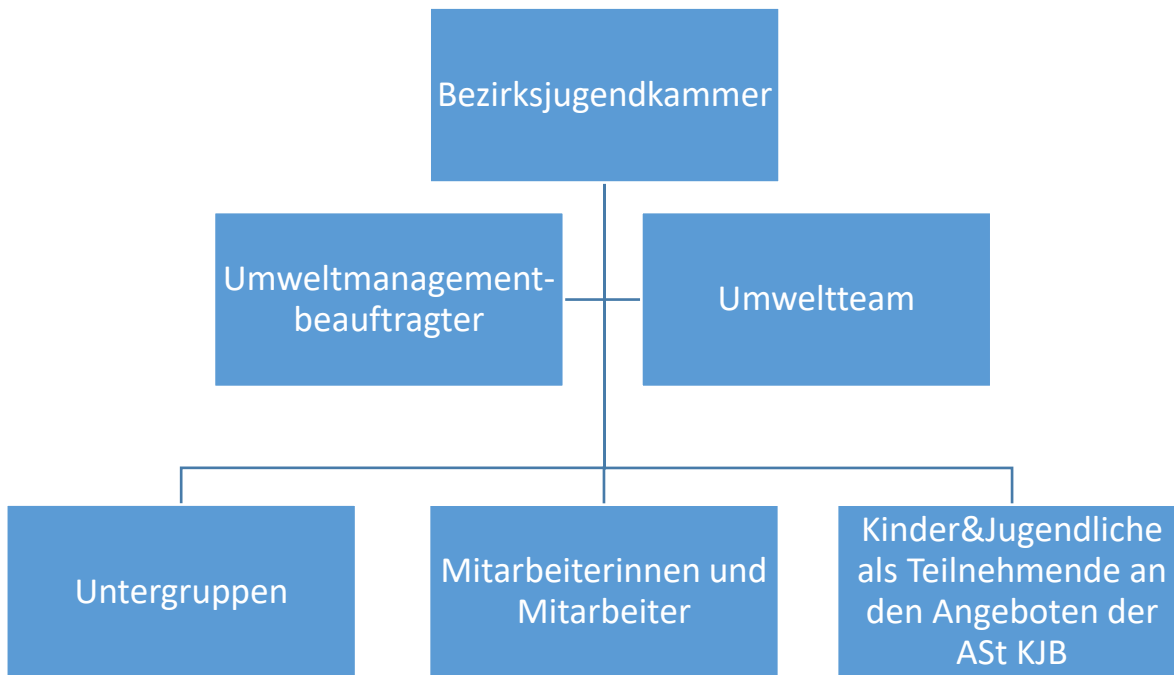 Bezirksjugendkammer
Umweltmanagement-
beauftragter
Umweltteam
Untergruppen
Mitarbeiterinnen und
Mitarbeiter
Kinder&Jugendliche
als Teilnehmende an
den Angeboten der
ASt KJB